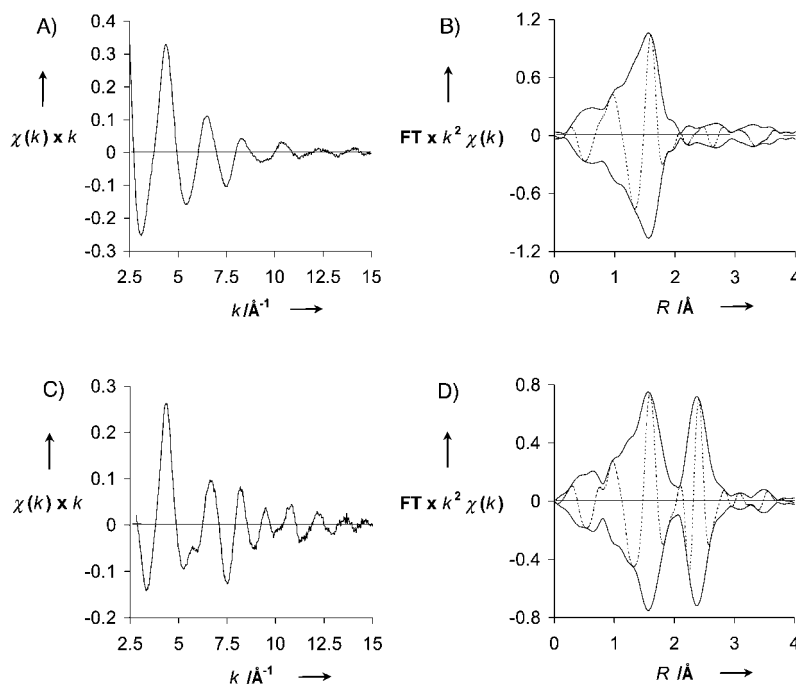 A)
0.4
0.3
0.2
0.1
0
-0.1
-0.2
-0.3
χ(k) x k
2.5 5 7.5 10 12.5 15
k/Å⁻¹
B)
1.2
0.6
0
-0.6
-1.2
FT x k² χ(k)
0 1 2 3 4
R /Å
C)
0.3
0.2
0.1
0
-0.1
-0.2
χ(k) x k
2.5 5 7.5 10 12.5 15
k/Å⁻¹
D)
0.8
0.4
0
-0.4
-0.8
FT x k² χ(k)
0 1 2 3 4
R /Å